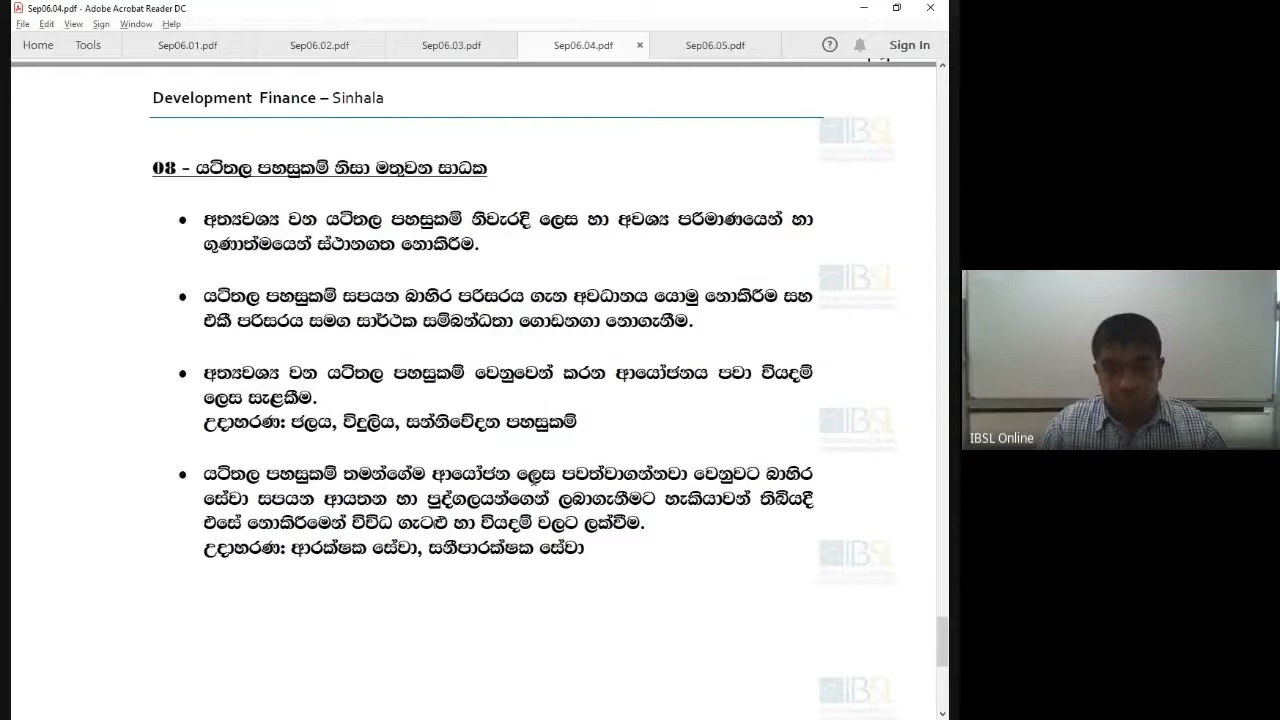 Sep06.04.pdf - Adobe Acrobat Reader DC
File Edit View Sign Window Help
Home Tools Sep06.01.pdf Sep06.02.pdf Sep06.03.pdf Sep06.04.pdf × Sep06.05.pdf ? Sign In
Development Finance – Sinhala
08 - යටිතල පහසුකම් නිසා මතුවන සාධක
• අත්‍යවශ්‍ය වන යටිතල පහසුකම් නිවැරදි ලෙස හා අවශ්‍ය පරිමාණයෙන් හා
ගුණාත්මයෙන් ස්ථානගත නොකිරීම.
• යටිතල පහසුකම් සපයන බාහිර පරිසරය ගැන අවධානය යොමු නොකිරීම සහ
එකී පරිසරය සමග සාර්ථක සම්බන්ධතා ගොඩනගා නොගැනීම.
• අත්‍යවශ්‍ය වන යටිතල පහසුකම් වෙනුවෙන් කරන ආයෝජනය පවා වියදම්
ලෙස සැළකීම.
උදාහරණ: ජලය, විදුලිය, සන්නිවේදන පහසුකම්
• යටිතල පහසුකම් තමන්ගේම ආයෝජන ලෙස පවත්වාගන්නවා වෙනුවට බාහිර
සේවා සපයන ආයතන හා පුද්ගලයන්ගෙන් ලබාගැනීමට හැකියාවන් තිබියදී
එසේ නොකිරීමෙන් විවිධ ගැටළු හා වියදම් වලට ලක්වීම.
උදාහරණ: ආරක්ෂක සේවා, සනීපාරක්ෂක සේවා
IBSL
IBSL
IBSL
IBSL
IBSL
IBSL Online